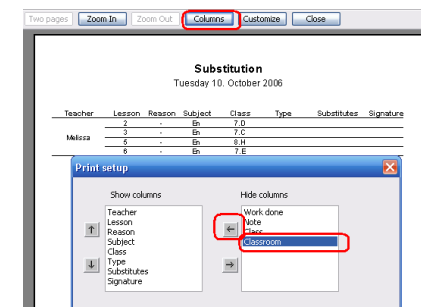 Two pages Zoom In Zoom Out Columns Customize Close
Substitution
Tuesday 10. October 2006
Teacher Lesson Reason Subject Class Type Substitutes Signature
2 - En 7.D
Melissa 3 - En 7.C
5 - En 8.H
6 - En 7.E
Print setup
Show columns Hide columns
Teacher Work done
Lesson Note
Reason Class
Subject Classroom
Class
Type
Substitutes
Signature